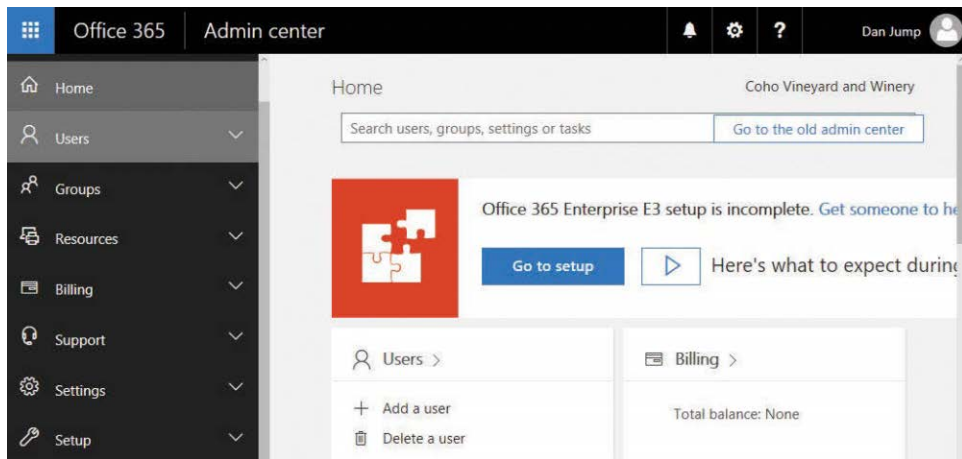 Office 365 Admin center ? Dan Jump
Home
Users
Groups
Resources
Billing
Support
Settings
Setup
Home Coho Vineyard and Winery
Search users, groups, settings or tasks Go to the old admin center
Office 365 Enterprise E3 setup is incomplete. Get someone to he
Go to setup Here's what to expect during
Users >
+ Add a user
Delete a user
Billing >
Total balance: None